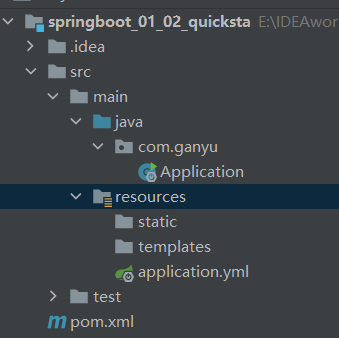 springboot_01_02_quicksta E:\IDEAwor
.idea
src
main
java
com.ganyu
Application
resources
static
templates
application.yml
test
pom.xml